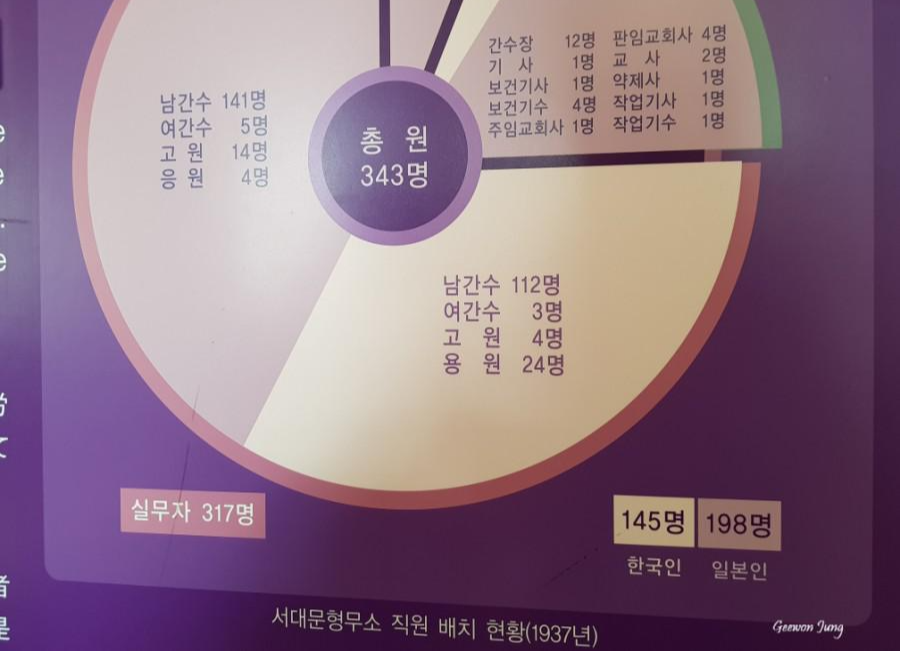 간수장 12명 판임교회사 4명
기 사 1명 교 사 2명
보건기사 1명 약제사 1명
보건기수 4명 작업기사 1명
주임교회사 1명 작업기수 1명
남간수 141명
여간수 5명
고 원 14명
응 원 4명
총 원
343명
남간수 112명
여간수 3명
고 원 4명
용 원 24명
실무자 317명
145명 198명
한국인 일본인
서대문형무소 직원 배치 현황(1937년)
Geewon Jung